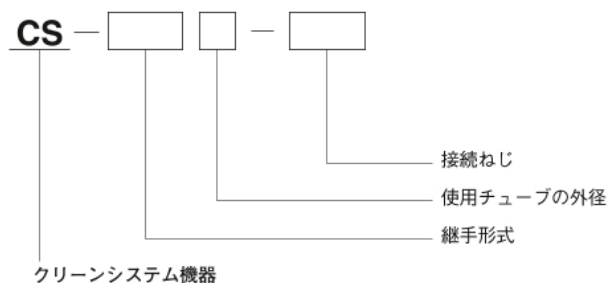 CS — —
接続ねじ
使用チューブの外径
継手形式
クリーンシステム機器